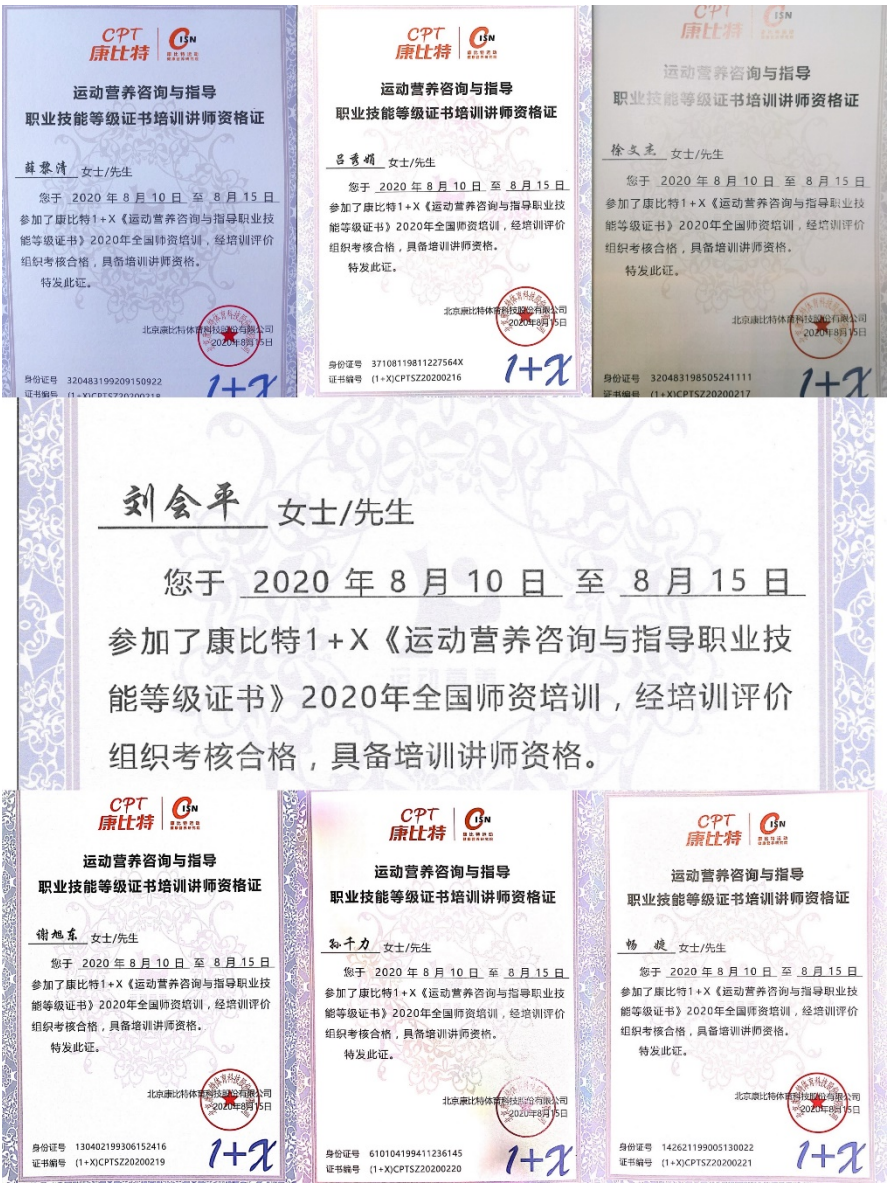 CPT
康比特
CISN
运动营养咨询与指导
职业技能等级证书培训讲师资格证
薛黎清 女士/先生
您于 2020 年 8 月 10 日 至 8 月 15 日
参加了康比特1+X《运动营养咨询与指导职业技
能等级证书》2020年全国师资培训，经培训评价
组织考核合格，具备培训讲师资格。
特发此证。
北京康比特体育科技股份有限公司
2020年8月15日
身份证号 320483199209150922
证书编号 (1+X)CPTSZ20200218
1+X
CPT
康比特
CISN
运动营养咨询与指导
职业技能等级证书培训讲师资格证
吕秀娟 女士/先生
您于 2020 年 8 月 10 日 至 8 月 15 日
参加了康比特1+X《运动营养咨询与指导职业技
能等级证书》2020年全国师资培训，经培训评价
组织考核合格，具备培训讲师资格。
特发此证。
北京康比特体育科技股份有限公司
2020年8月15日
身份证号 37108119811227564X
证书编号 (1+X)CPTSZ20200216
1+X
CPT
康比特
CISN
运动营养咨询与指导
职业技能等级证书培训讲师资格证
徐文杰 女士/先生
您于 2020 年 8 月 10 日 至 8 月 15 日
参加了康比特1+X《运动营养咨询与指导职业技
能等级证书》2020年全国师资培训，经培训评价
组织考核合格，具备培训讲师资格。
特发此证。
北京康比特体育科技股份有限公司
2020年8月15日
身份证号 320483198505241111
证书编号 (1+X)CPTSZ20200217
1+X
刘会平 女士/先生
您于 2020 年 8 月 10 日 至 8 月 15 日
参加了康比特1+X《运动营养咨询与指导职业技
能等级证书》2020年全国师资培训，经培训评价
组织考核合格，具备培训讲师资格。
CPT
康比特
CISN
运动营养咨询与指导
职业技能等级证书培训讲师资格证
谢旭东 女士/先生
您于 2020 年 8 月 10 日 至 8 月 15 日
参加了康比特1+X《运动营养咨询与指导职业技
能等级证书》2020年全国师资培训，经培训评价
组织考核合格，具备培训讲师资格。
特发此证。
北京康比特体育科技股份有限公司
2020年8月15日
身份证号 130402199306152416
证书编号 (1+X)CPTSZ20200219
1+X
CPT
康比特
CISN
运动营养咨询与指导
职业技能等级证书培训讲师资格证
孙千力 女士/先生
您于 2020 年 8 月 10 日 至 8 月 15 日
参加了康比特1+X《运动营养咨询与指导职业技
能等级证书》2020年全国师资培训，经培训评价
组织考核合格，具备培训讲师资格。
特发此证。
北京康比特体育科技股份有限公司
2020年8月15日
身份证号 610104199411236145
证书编号 (1+X)CPTSZ20200220
1+X
CPT
康比特
CISN
运动营养咨询与指导
职业技能等级证书培训讲师资格证
杨婕 女士/先生
您于 2020 年 8 月 10 日 至 8 月 15 日
参加了康比特1+X《运动营养咨询与指导职业技
能等级证书》2020年全国师资培训，经培训评价
组织考核合格，具备培训讲师资格。
特发此证。
北京康比特体育科技股份有限公司
2020年8月15日
身份证号 142621199005130022
证书编号 (1+X)CPTSZ20200221
1+X